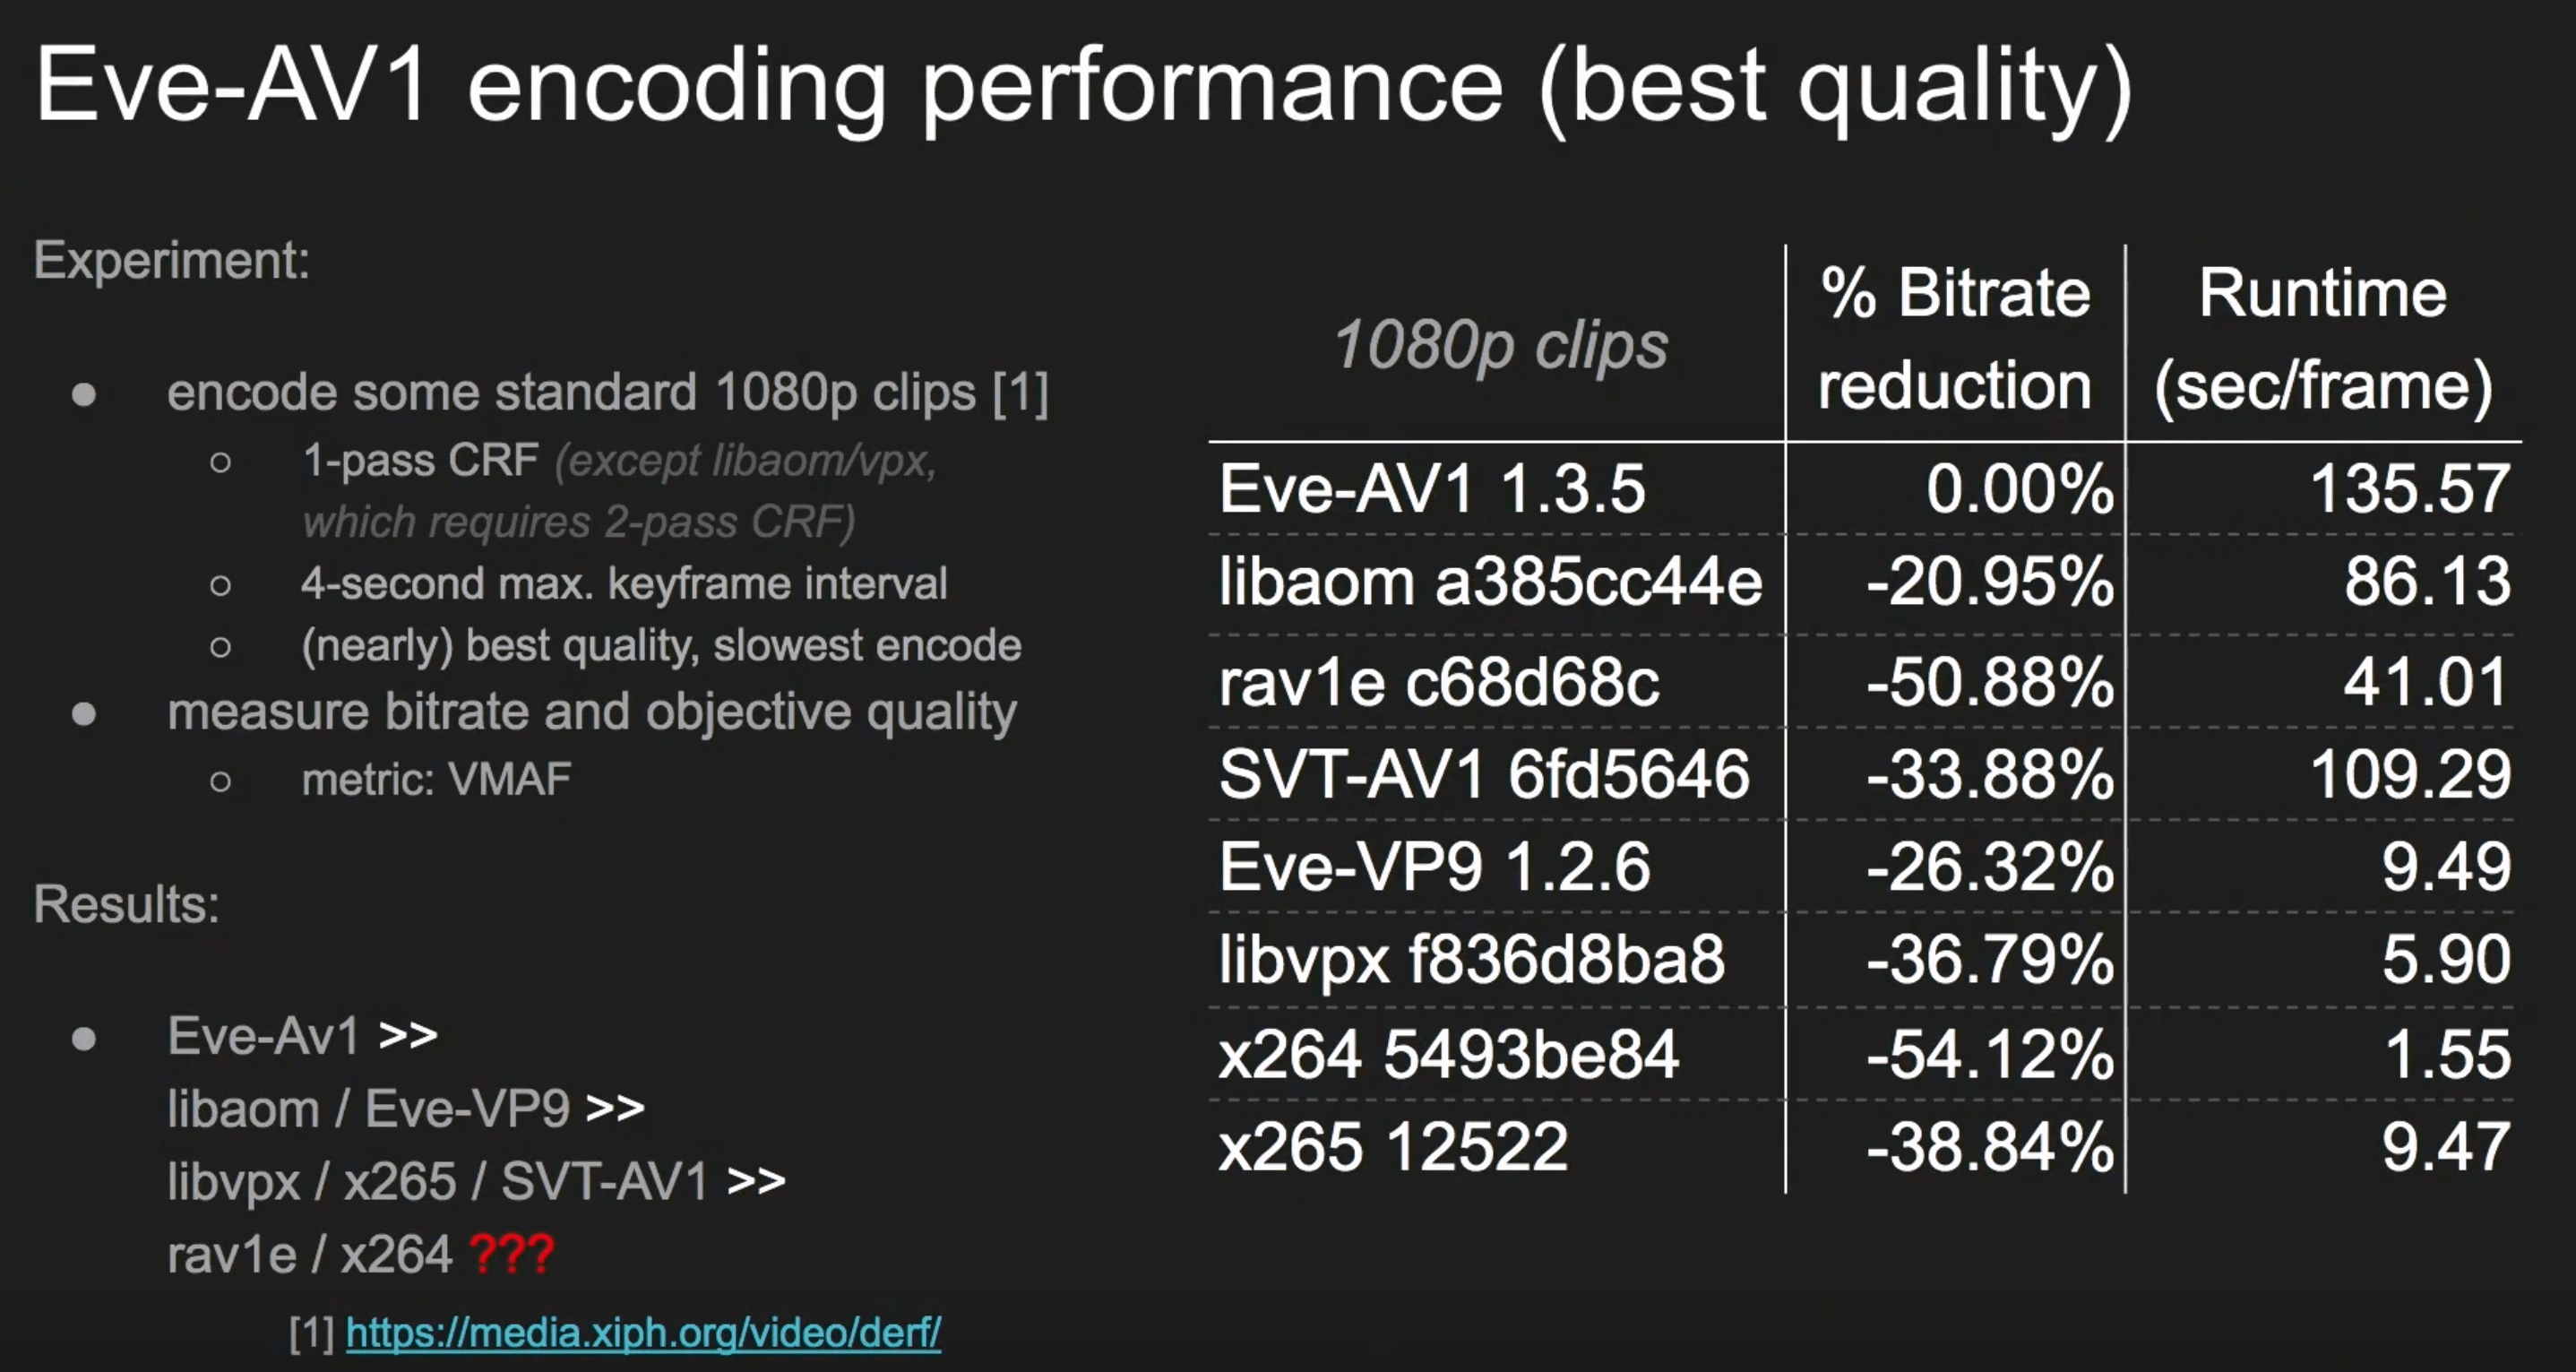 Eve-AV1 encoding performance (best quality)
Experiment:
● encode some standard 1080p clips [1]
○ 1-pass CRF (except libaom/vpx,
which requires 2-pass CRF)
○ 4-second max. keyframe interval
○ (nearly) best quality, slowest encode
● measure bitrate and objective quality
○ metric: VMAF
Results:
● Eve-Av1 >>
libaom / Eve-VP9 >>
libvpx / x265 / SVT-AV1 >>
rav1e / x264 ???
[1] https://media.xiph.org/video/derf/
1080p clips
% Bitrate
reduction
Runtime
(sec/frame)
Eve-AV1 1.3.5 0.00% 135.57
libaom a385cc44e -20.95% 86.13
rav1e c68d68c -50.88% 41.01
SVT-AV1 6fd5646 -33.88% 109.29
Eve-VP9 1.2.6 -26.32% 9.49
libvpx f836d8ba8 -36.79% 5.90
x264 5493be84 -54.12% 1.55
x265 12522 -38.84% 9.47